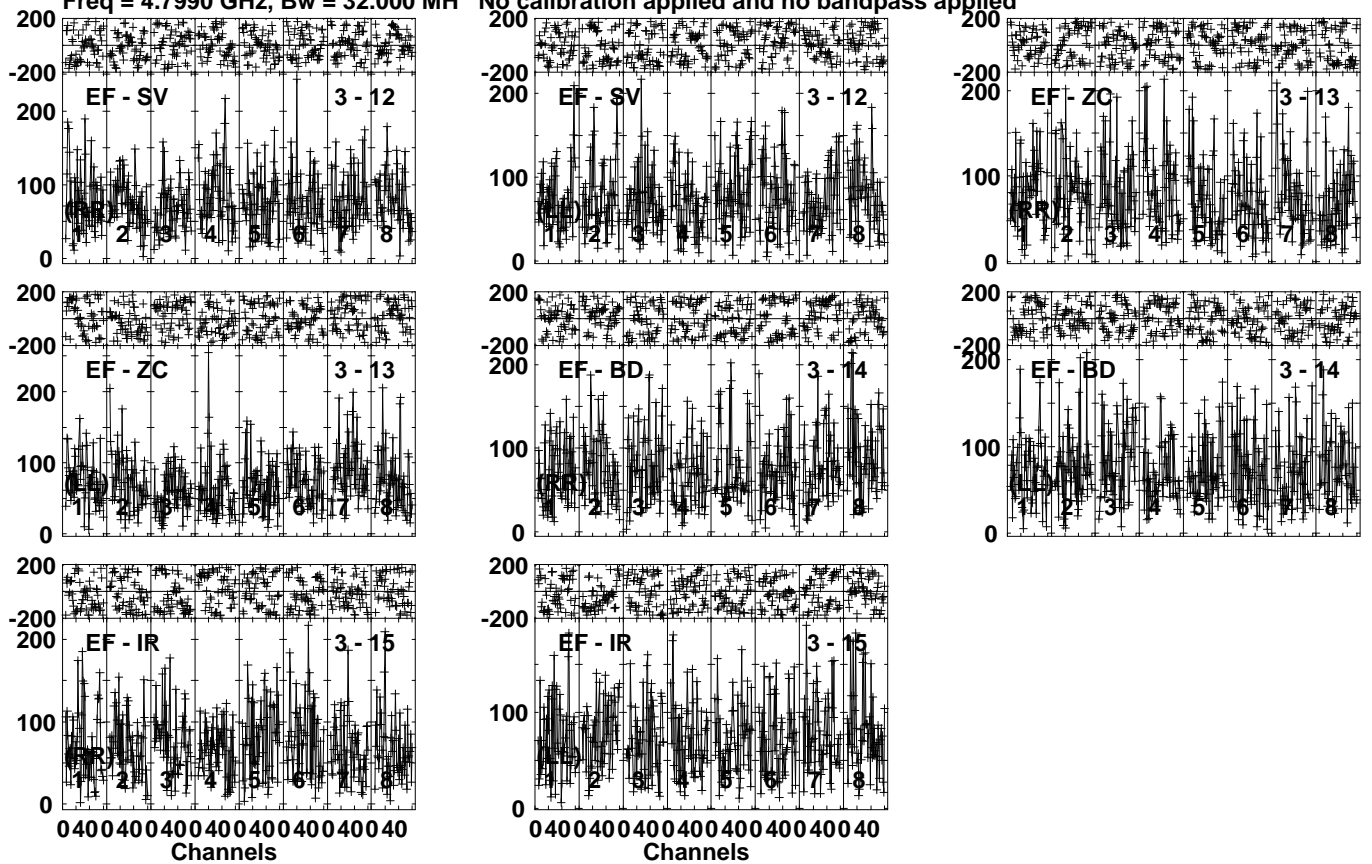 Freq = 4.7990 GHz, Bw = 32.000 MH No calibration applied and no bandpass applied
200 200 200
-200 -200 -200
EF - SV 3 - 12 EF - SV 3 - 12 EF - ZC 3 - 13
200 200 200
100 100 100
(RR) (LL) (RR)
1 2 3 4 5 6 7 8 1 2 3 4 5 6 7 8 1 2 3 4 5 6 7 8
0 0 0
200 200 200
-200 -200 -200
EF - ZC 3 - 13 EF - BD 3 - 14 EF - BD 3 - 14
200 200 200
100 100 100
(LL) (RR) (LL)
1 2 3 4 5 6 7 8 1 2 3 4 5 6 7 8 1 2 3 4 5 6 7 8
0 0 0
200 200
-200 -200
EF - IR 3 - 15 EF - IR 3 - 15
200
100 100
(RR) (LL)
1 2 3 4 5 6 7 8 1 2 3 4 5 6 7 8
0 0
0 40 0 40 0 40 0 40 0 40 0 40 0 40 0 40 0 40 0 40 0 40 0 40 0 40 0 40 0 40 0 40
Channels Channels